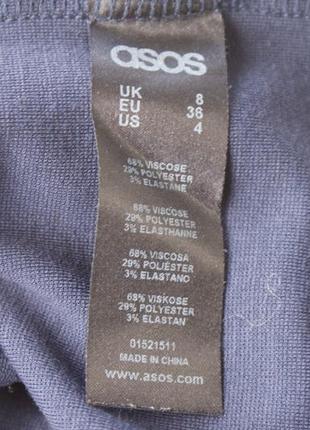 asos
UK 8
EU 36
US 4
68% VISCOSE
29% POLYESTER
3% ELASTANE
68% VISCOSE
29% POLYESTER
3% ELASTHANNE
68% VISCOSA
29% POLIÉSTER
3% ELASTANO
68% VISKOSE
29% POLYESTER
3% ELASTAN
01521511
MADE IN CHINA
www.asos.com